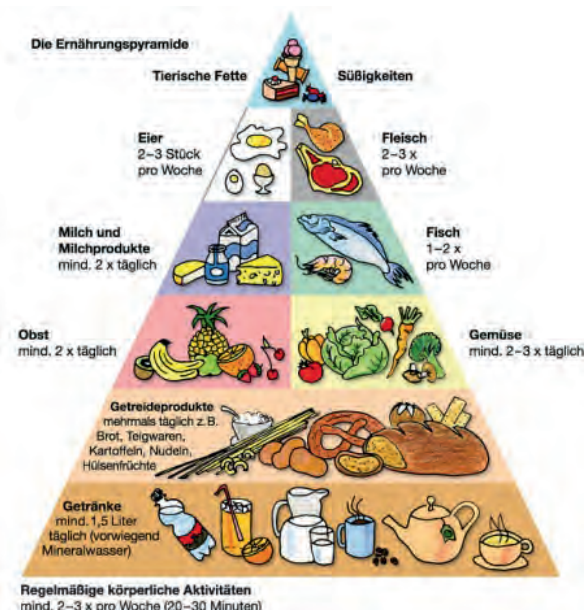 Die Ernährungspyramide
Tierische Fette
Süßigkeiten
Eier
2–3 Stück
pro Woche
Fleisch
2–3 x
pro Woche
Milch und
Milchprodukte
mind. 2 x täglich
Fisch
1–2 x
pro Woche
Obst
mind. 2 x täglich
Gemüse
mind. 2–3 x täglich
Getreideprodukte
mehrmals täglich z. B.
Brot, Teigwaren,
Kartoffeln, Nudeln,
Hülsenfrüchte
Getränke
mind. 1,5 Liter
täglich (vorwiegend
Mineralwasser)
Regelmäßige körperliche Aktivitäten
mind. 2–3 x pro Woche (20–30 Minuten)